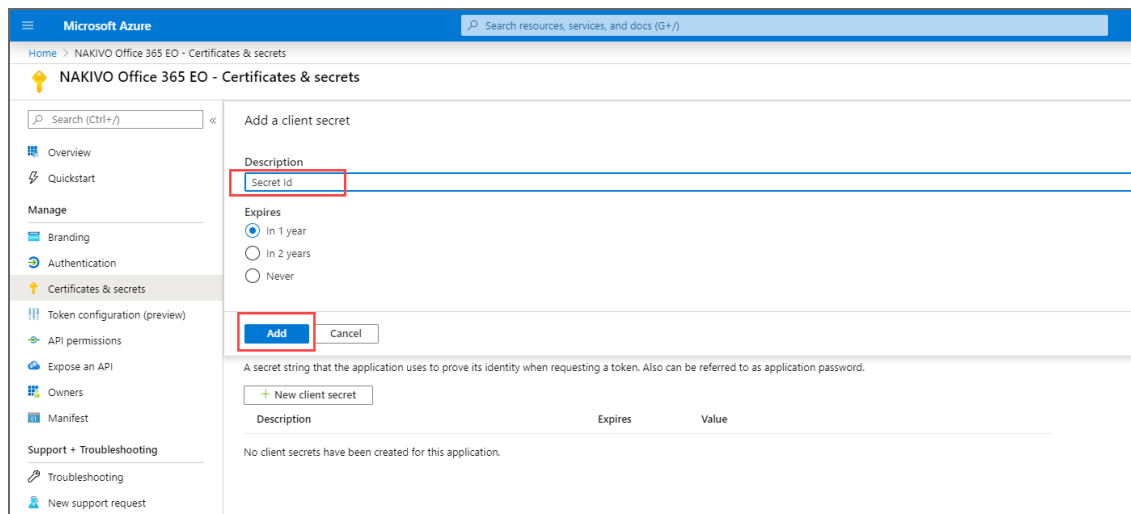 Microsoft Azure
Search resources, services, and docs (G+/)
Home > NAKIVO Office 365 EO - Certificates & secrets
NAKIVO Office 365 EO - Certificates & secrets
Search (Ctrl+/)
«
Overview
Quickstart
Manage
Branding
Authentication
Certificates & secrets
Token configuration (preview)
API permissions
Expose an API
Owners
Manifest
Support + Troubleshooting
Troubleshooting
New support request
Add a client secret
Description
Secret Id
Expires
In 1 year
In 2 years
Never
Add Cancel
A secret string that the application uses to prove its identity when requesting a token. Also can be referred to as application password.
+ New client secret
Description Expires Value
No client secrets have been created for this application.